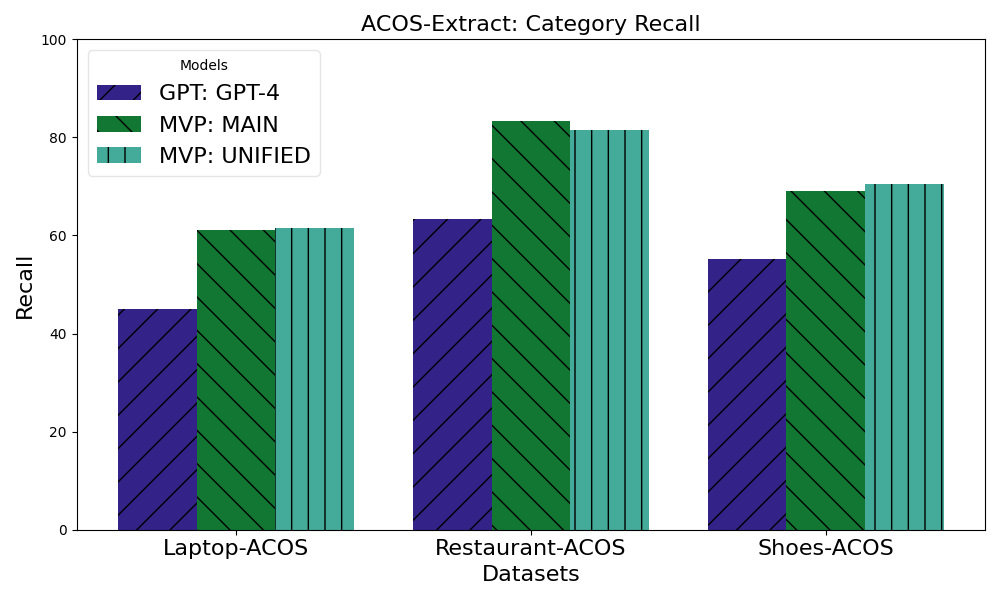 ACOS-Extract: Category Recall
Models
GPT: GPT-4
MVP: MAIN
MVP: UNIFIED
Recall
100
80
60
40
20
0
Laptop-ACOS
Restaurant-ACOS
Shoes-ACOS
Datasets